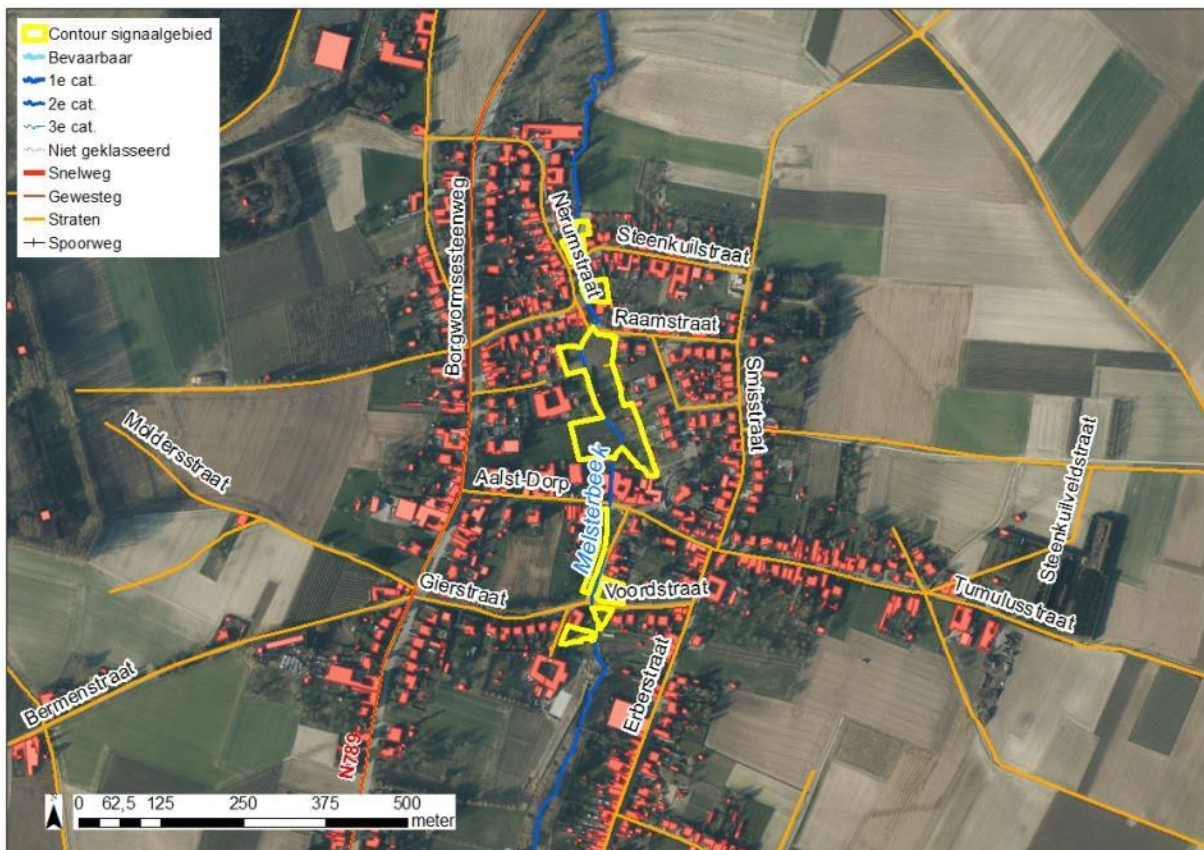 Contour signaalgebied
Bevaarbaar
1e cat.
2e cat.
3e cat.
Niet geklasseerd
Snelweg
Gewesteg
Straten
Spoorweg
Borgwormsesteenweg
Nerumstraat
Steenkuilstraat
Raamstraat
Smisstraat
Moldersstraat
Aalst-Dorp
Melsterbeek
Steenkuilveldstraat
Gierstraat
Voordstraat
Tumulusstraat
Bermenstraat
Erberstraat
N789
0 62,5 125 250 375 500
meter